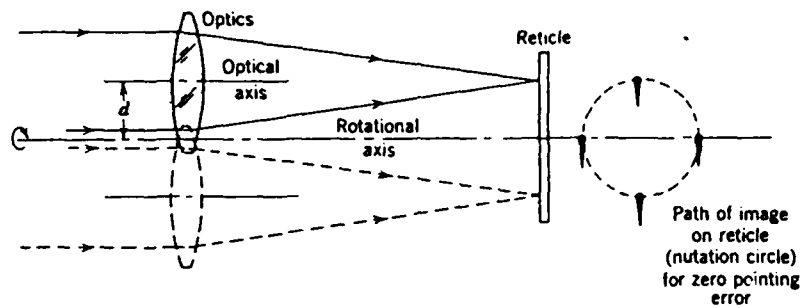 Optics
Reticle
Optical
axis
d
Rotational
axis
Path of image
on reticle
(nutation circle)
for zero pointing
error